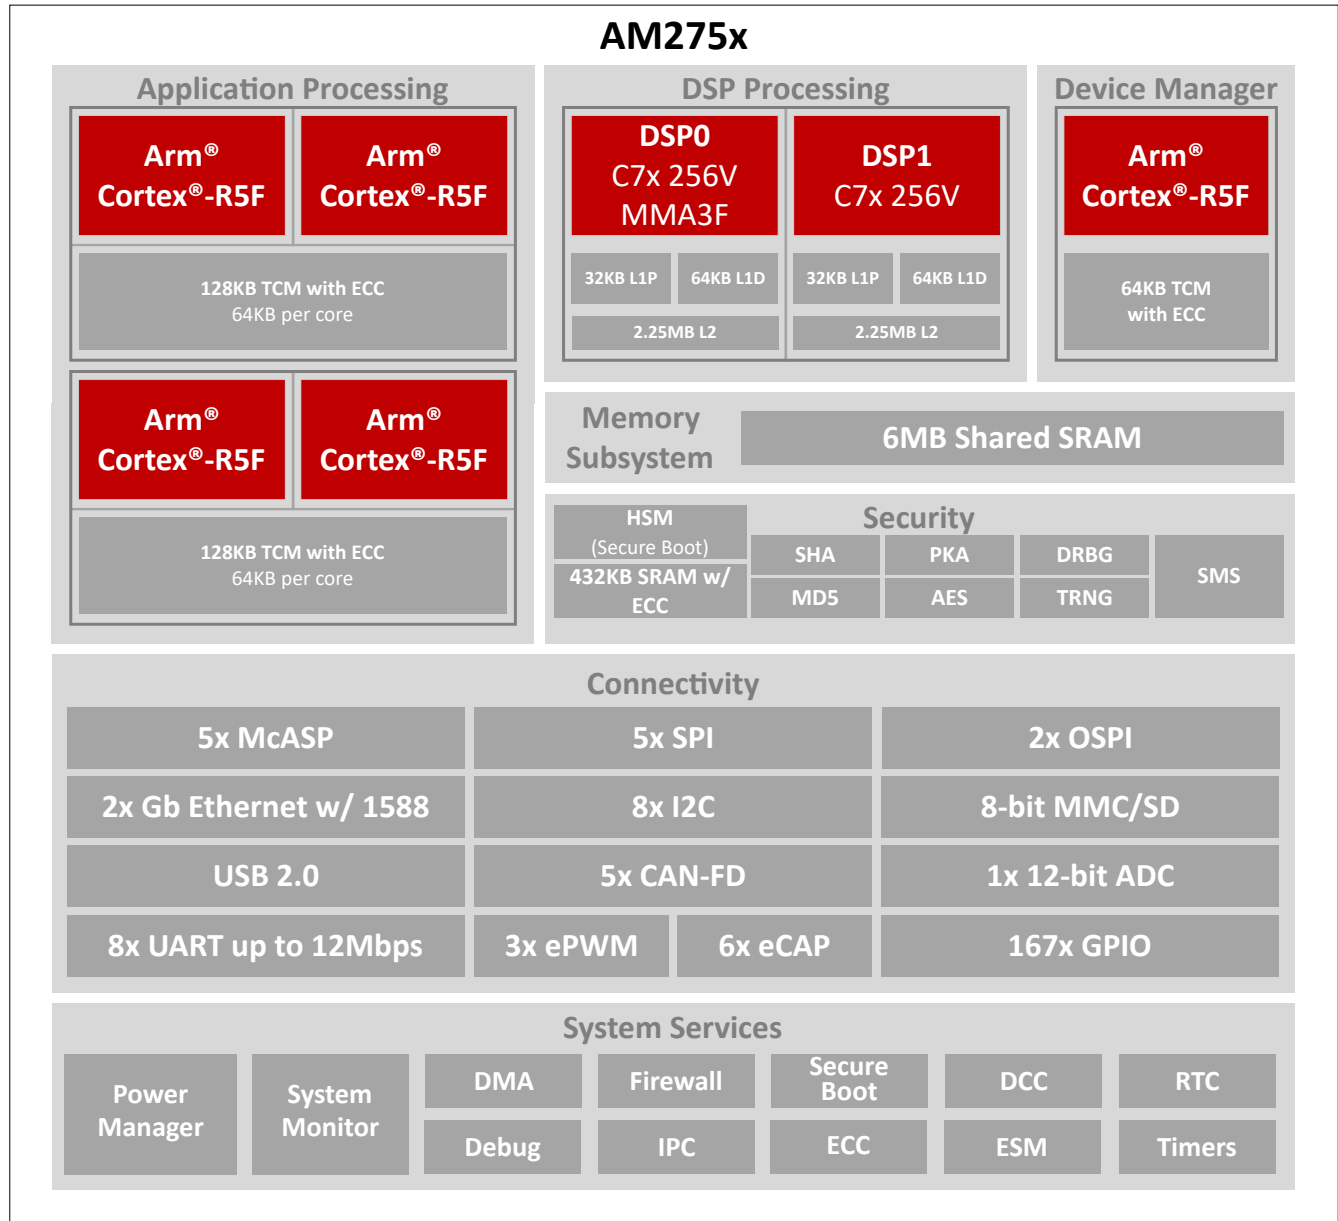 AM275x
Application Processing
Arm®
Cortex®-R5F
Arm®
Cortex®-R5F
128KB TCM with ECC
64KB per core
Arm®
Cortex®-R5F
Arm®
Cortex®-R5F
128KB TCM with ECC
64KB per core
DSP Processing
DSP0
C7x 256V
MMA3F
32KB L1P
64KB L1D
2.25MB L2
DSP1
C7x 256V
32KB L1P
64KB L1D
2.25MB L2
Device Manager
Arm®
Cortex®-R5F
64KB TCM
with ECC
Memory
Subsystem
6MB Shared SRAM
Security
HSM
(Secure Boot)
432KB SRAM w/
ECC
SHA
PKA
DRBG
MD5
AES
TRNG
SMS
Connectivity
5x McASP
5x SPI
2x OSPI
2x Gb Ethernet w/ 1588
8x I2C
8-bit MMC/SD
USB 2.0
5x CAN-FD
1x 12-bit ADC
8x UART up to 12Mbps
3x ePWM
6x eCAP
167x GPIO
System Services
Power
Manager
System
Monitor
DMA
Firewall
Secure
Boot
DCC
RTC
Debug
IPC
ECC
ESM
Timers